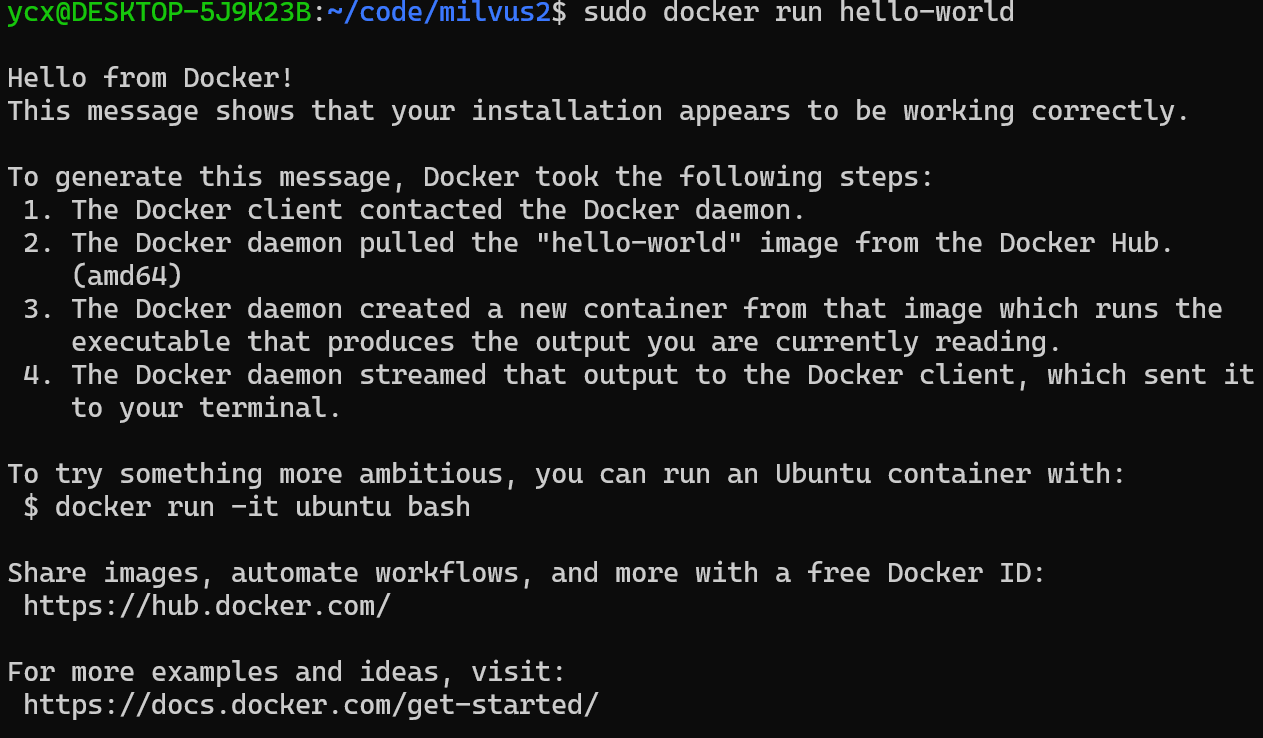 ycx@DESKTOP-5J9K23B:~/code/milvus2$ sudo docker run hello-world
Hello from Docker!
This message shows that your installation appears to be working correctly.
To generate this message, Docker took the following steps:
1. The Docker client contacted the Docker daemon.
2. The Docker daemon pulled the "hello-world" image from the Docker Hub.
(amd64)
3. The Docker daemon created a new container from that image which runs the
executable that produces the output you are currently reading.
4. The Docker daemon streamed that output to the Docker client, which sent it
to your terminal.
To try something more ambitious, you can run an Ubuntu container with:
$ docker run -it ubuntu bash
Share images, automate workflows, and more with a free Docker ID:
https://hub.docker.com/
For more examples and ideas, visit:
https://docs.docker.com/get-started/